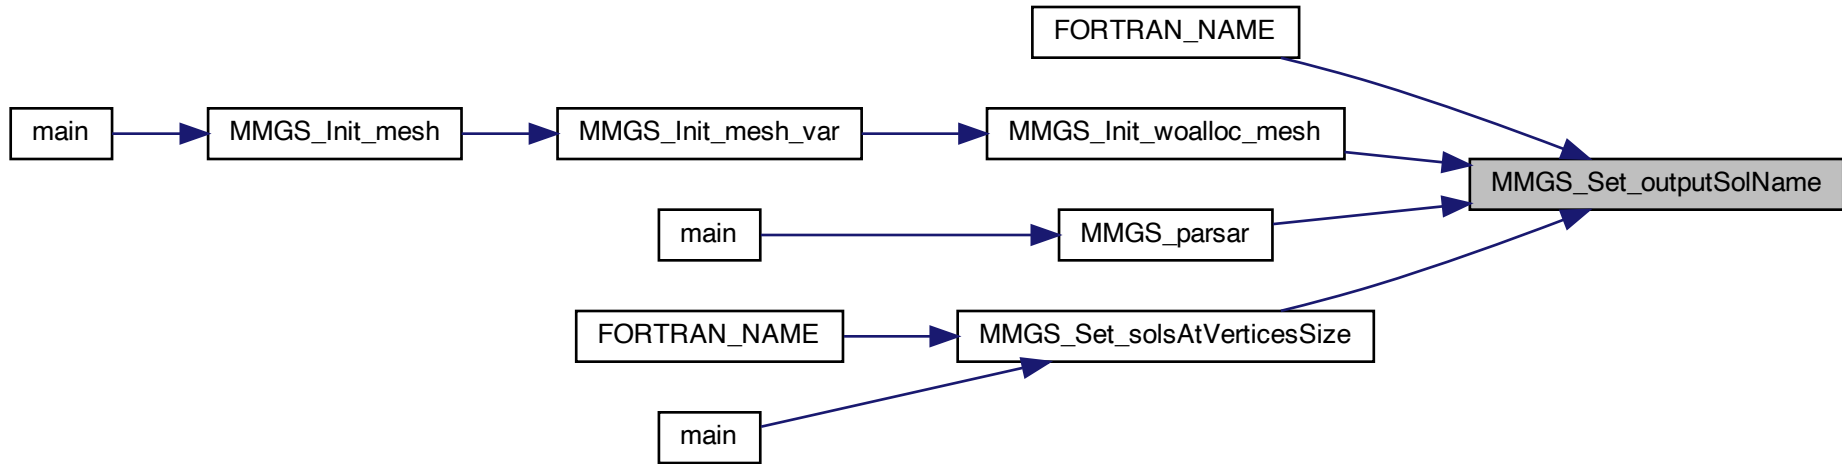 FORTRAN_NAME
main
MMGS_Init_mesh
MMGS_Init_mesh_var
MMGS_Init_woalloc_mesh
MMGS_Set_outputSolName
main
MMGS_parsar
FORTRAN_NAME
MMGS_Set_solsAtVerticesSize
main